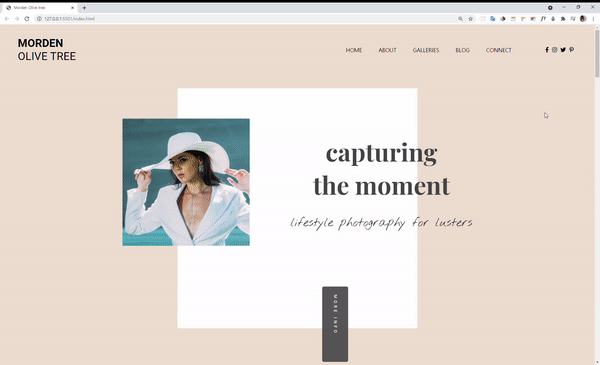 Morden Olive tree
127.0.0.1:5501/index.html
MORDEN
OLIVE TREE
HOME ABOUT GALLERIES BLOG CONNECT
capturing
the moment
lifestyle photography for lusters
MORE INFO